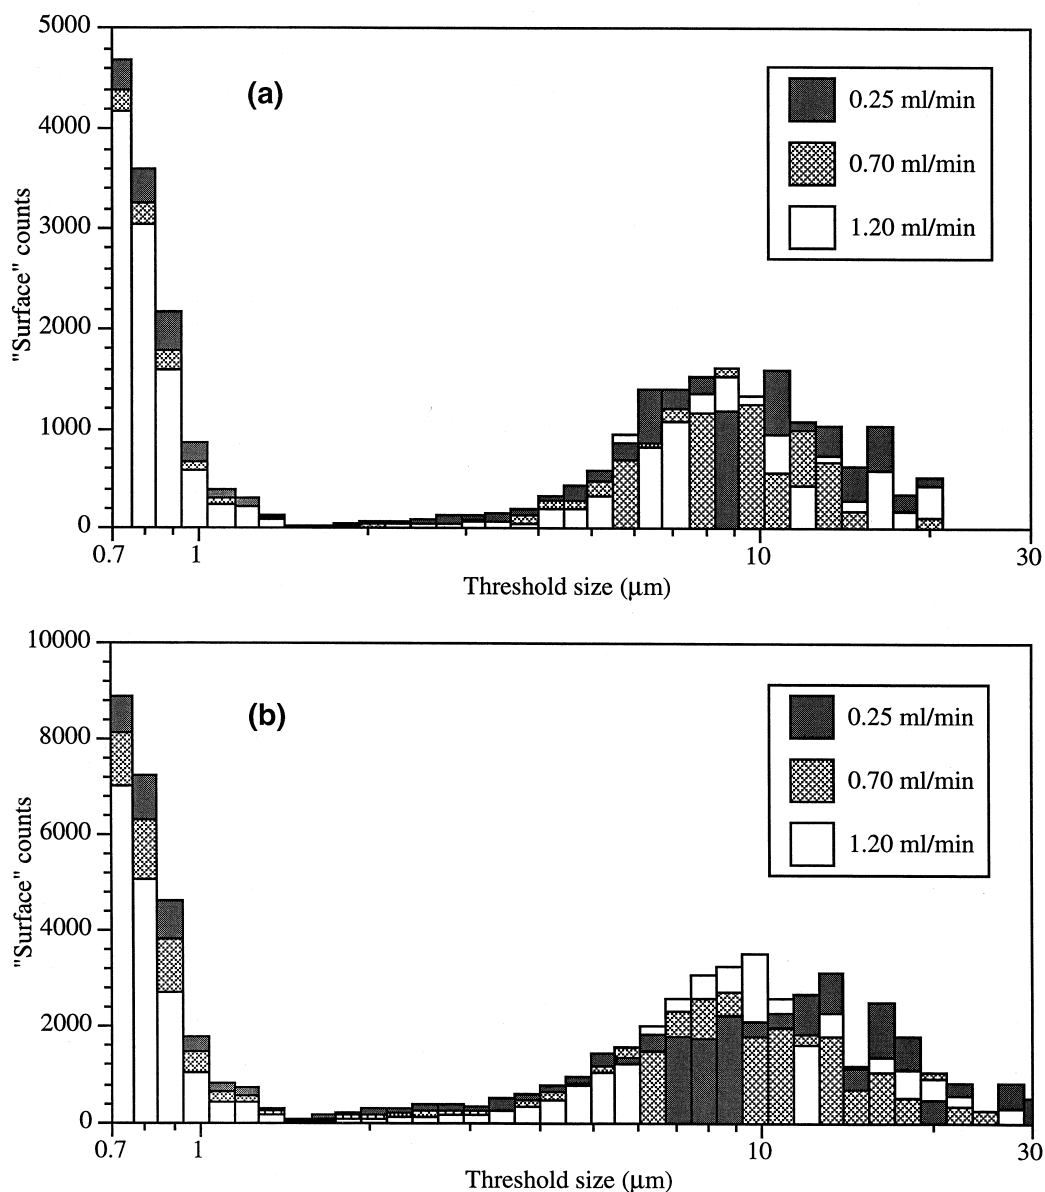 5000
4000
3000
2000
1000
0
"Surface" counts
(a)
0.25 ml/min
0.70 ml/min
1.20 ml/min
0.7 1 10 30
Threshold size (μm)
10000
8000
6000
4000
2000
0
"Surface" counts
(b)
0.25 ml/min
0.70 ml/min
1.20 ml/min
0.7 1 10 30
Threshold size (μm)